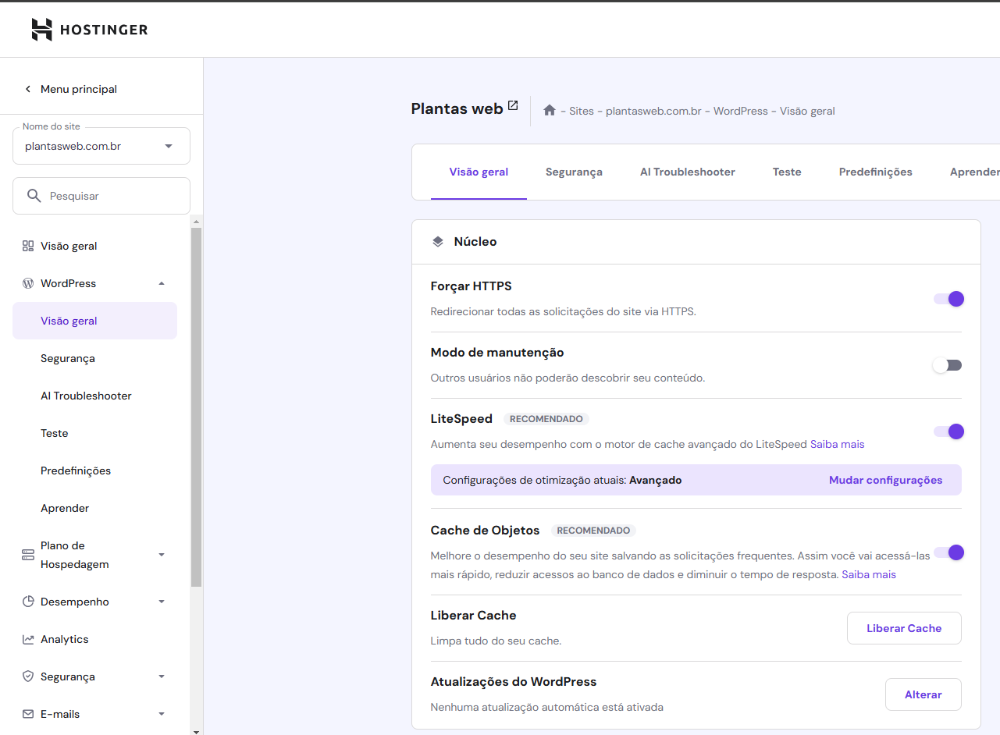 HOSTINGER
Menu principal
Nome do site
plantasweb.com.br
Pesquisar
Visão geral
WordPress
Visão geral
Segurança
AI Troubleshooter
Teste
Predefinições
Aprender
Plano de
Hospedagem
Desempenho
Analytics
Segurança
E-mails
Plantas web
- Sites - plantasweb.com.br - WordPress - Visão geral
Visão geral Segurança AI Troubleshooter Teste Predefinições Aprender
Núcleo
Forçar HTTPS
Redirecionar todas as solicitações do site via HTTPS.
Modo de manutenção
Outros usuários não poderão descobrir seu conteúdo.
LiteSpeed RECOMENDADO
Aumenta seu desempenho com o motor de cache avançado do LiteSpeed Saiba mais
Configurações de otimização atuais: Avançado Mudar configurações
Cache de Objetos RECOMENDADO
Melhore o desempenho do seu site salvando as solicitações frequentes. Assim você vai acessá-las
mais rápido, reduzir acessos ao banco de dados e diminuir o tempo de resposta. Saiba mais
Liberar Cache
Limpa tudo do seu cache.
Liberar Cache
Atualizações do WordPress
Nenhuma atualização automática está ativada
Alterar